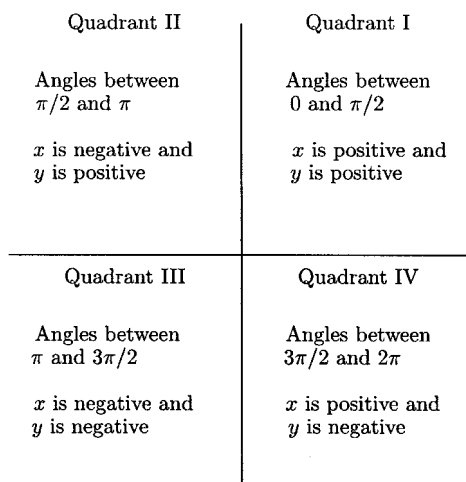 Quadrant II
Angles between
π/2 and π
x is negative and
y is positive
Quadrant I
Angles between
0 and π/2
x is positive and
y is positive
Quadrant III
Angles between
π and 3π/2
x is negative and
y is negative
Quadrant IV
Angles between
3π/2 and 2π
x is positive and
y is negative